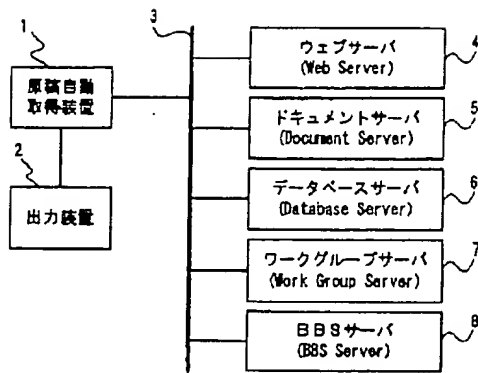 1
原稿自動
取得装置
2
出力装置
3
ウェブサーバ
(Web Server)
4
ドキュメントサーバ
(Document Server)
5
データベースサーバ
(Database Server)
6
ワークグループサーバ
(Work Group Server)
7
BBSサーバ
(BBS Server)
8